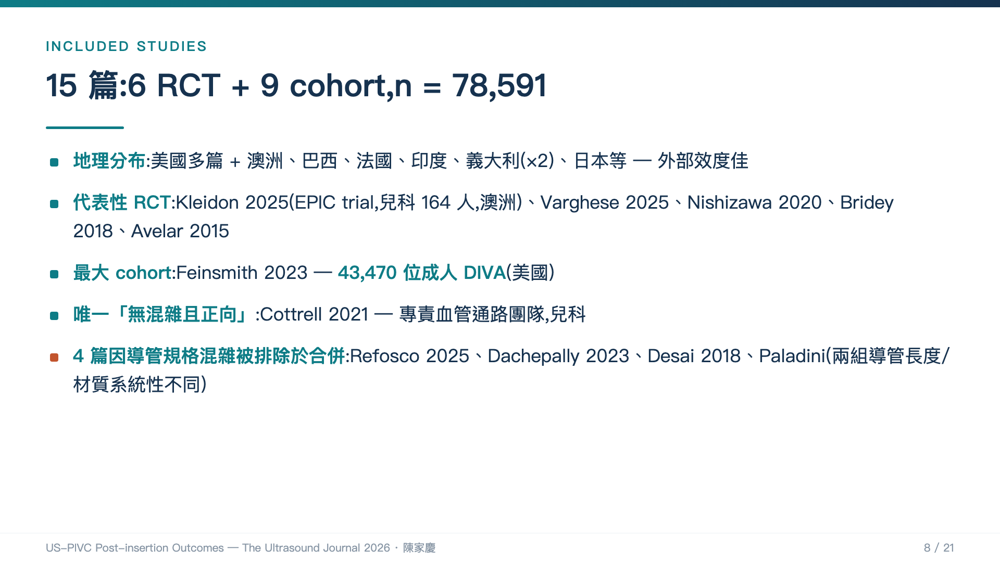 INCLUDED STUDIES
15 篇:6 RCT + 9 cohort,n = 78,591
地理分布:美國多篇 + 澳洲、巴西、法國、印度、義大利(×2)、日本等 — 外部效度佳
代表性 RCT:Kleidon 2025(EPIC trial,兒科 164 人,澳洲)、Varghese 2025、Nishizawa 2020、Bridey
2018、Avelar 2015
最大 cohort:Feinsmith 2023 — 43,470 位成人 DIVA(美國)
唯一「無混雜且正向」:Cottrell 2021 — 專責血管通路團隊,兒科
4 篇因導管規格混雜被排除於合併:Refosco 2025、Dachepally 2023、Desai 2018、Paladini(兩組導管長度/
材質系統性不同)
US-PIVC Post-insertion Outcomes — The Ultrasound Journal 2026 · 陳家慶
8 / 21